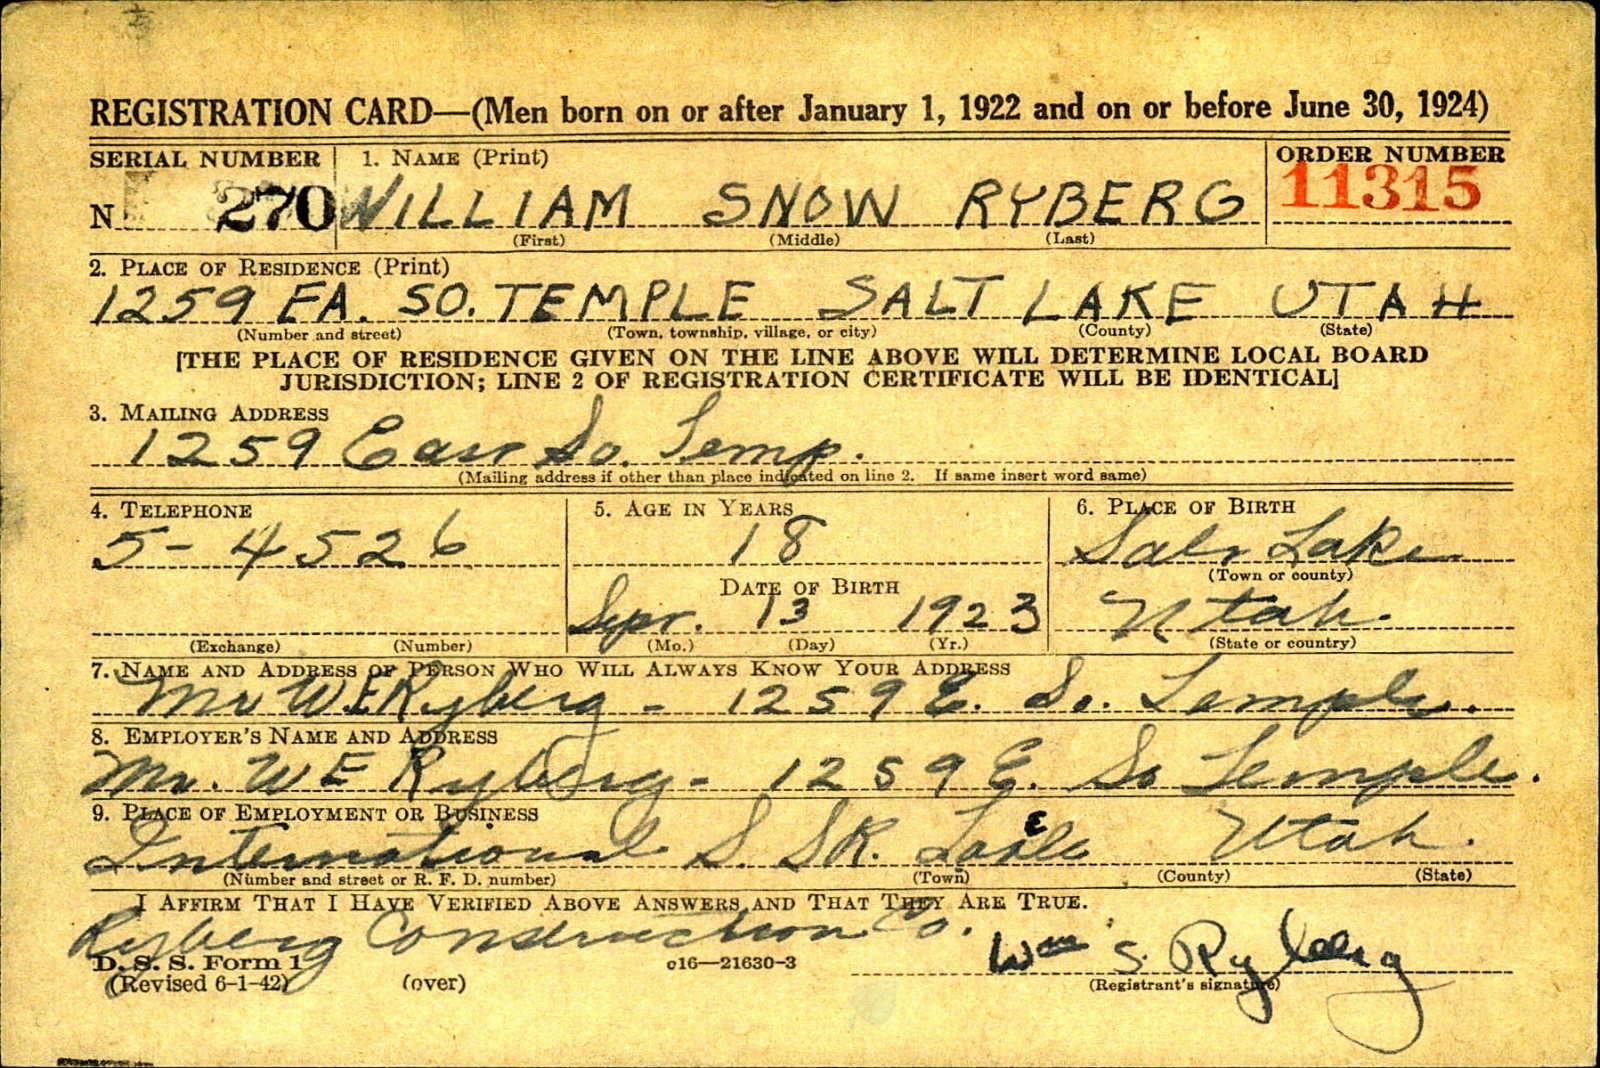 REGISTRATION CARD—(Men born on or after January 1, 1922 and on or before June 30, 1924)
SERIAL NUMBER 1. NAME (Print) ORDER NUMBER
N 270 WILLIAM SNOW RYBERG 11315
(First) (Middle) (Last)
2. PLACE OF RESIDENCE (Print)
1259 EA. SO. TEMPLE SALT LAKE UTAH
(Number and street) (Town, township, village, or city) (County) (State)
[THE PLACE OF RESIDENCE GIVEN ON THE LINE ABOVE WILL DETERMINE LOCAL BOARD
JURISDICTION; LINE 2 OF REGISTRATION CERTIFICATE WILL BE IDENTICAL]
3. MAILING ADDRESS
1259 East So. Temp.
(Mailing address if other than place indicated on line 2. If same insert word same)
4. TELEPHONE 5. AGE IN YEARS 6. PLACE OF BIRTH
5-4526 18 Salt Lake
(Town or county)
DATE OF BIRTH
Sept. 13 1923 Utah.
(Exchange) (Number) (Mo.) (Day) (Yr.) (State or country)
7. NAME AND ADDRESS OF PERSON WHO WILL ALWAYS KNOW YOUR ADDRESS
Mr W E Ryberg - 1259 E. So. Temple.
8. EMPLOYER'S NAME AND ADDRESS
Mr. W E Ryberg - 1259 E. So Temple.
9. PLACE OF EMPLOYMENT OR BUSINESS
International S. Utah.
(Number and street or R. F. D. number) (Town) (County) (State)
I AFFIRM THAT I HAVE VERIFIED ABOVE ANSWERS AND THAT THEY ARE TRUE.
Ryberg Construction Co.
Wm S. Ryberg
D. S. S. Form 1
(Revised 6-1-42) (over) c16—21630-3 (Registrant's signature)